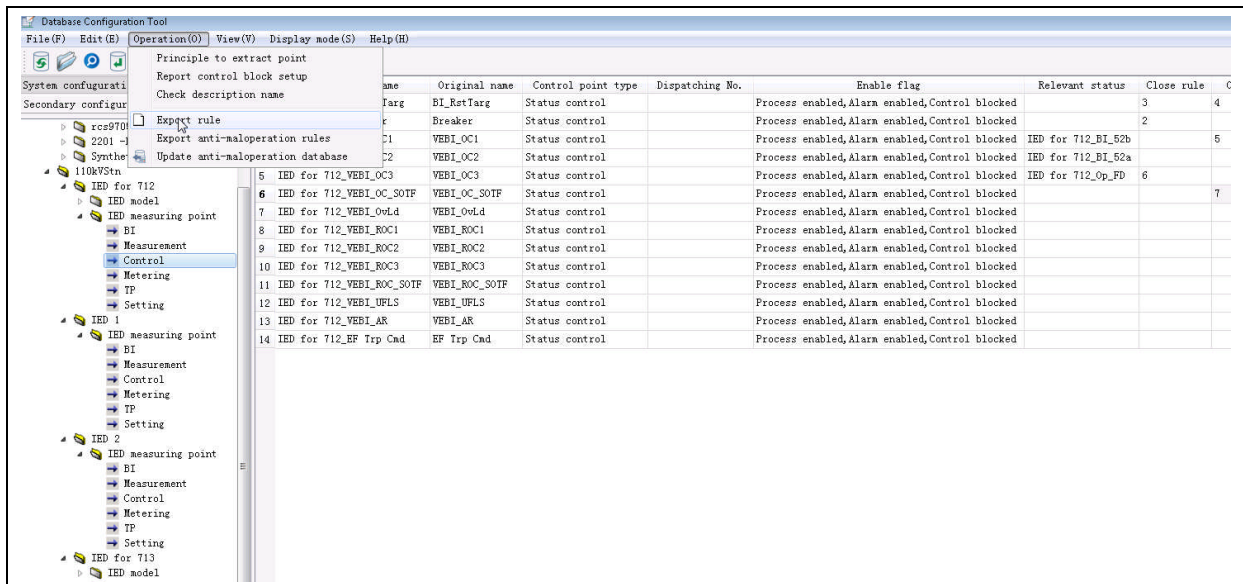 Database Configuration Tool
File(F) Edit(E) Operation(O) View(V) Display mode(S) Help(H)
Principle to extract point
Report control block setup
Check description name
Export rule
Export anti-maloperation rules
Update anti-maloperation database
System confugurati
Secondary configur
rcs970
2201 -
Synthe
110kVStn
IED for 712
IED model
IED measuring point
BI
Measurement
Control
Metering
TP
Setting
IED 1
IED measuring point
BI
Measurement
Control
Metering
TP
Setting
IED 2
IED measuring point
BI
Measurement
Control
Metering
TP
Setting
IED for 713
IED model
ame Original name Control point type Dispatching No. Enable flag Relevant status Close rule
Targ BI_RstTarg Status control Process enabled,Alarm enabled,Control blocked 3 4
r Breaker Status control Process enabled,Alarm enabled,Control blocked 2
C1 VEBI_OC1 Status control Process enabled,Alarm enabled,Control blocked IED for 712_BI_52b 5
C2 VEBI_OC2 Status control Process enabled,Alarm enabled,Control blocked IED for 712_BI_52a
5 IED for 712_VEBI_OC3 VEBI_OC3 Status control Process enabled,Alarm enabled,Control blocked IED for 712_Op_FD 6
6 IED for 712_VEBI_OC_SOTF VEBI_OC_SOTF Status control Process enabled,Alarm enabled,Control blocked 7
7 IED for 712_VEBI_OvLd VEBI_OvLd Status control Process enabled,Alarm enabled,Control blocked
8 IED for 712_VEBI_ROC1 VEBI_ROC1 Status control Process enabled,Alarm enabled,Control blocked
9 IED for 712_VEBI_ROC2 VEBI_ROC2 Status control Process enabled,Alarm enabled,Control blocked
10 IED for 712_VEBI_ROC3 VEBI_ROC3 Status control Process enabled,Alarm enabled,Control blocked
11 IED for 712_VEBI_ROC_SOTF VEBI_ROC_SOTF Status control Process enabled,Alarm enabled,Control blocked
12 IED for 712_VEBI_UFLS VEBI_UFLS Status control Process enabled,Alarm enabled,Control blocked
13 IED for 712_VEBI_AR VEBI_AR Status control Process enabled,Alarm enabled,Control blocked
14 IED for 712_EF Trp Cmd EF Trp Cmd Status control Process enabled,Alarm enabled,Control blocked